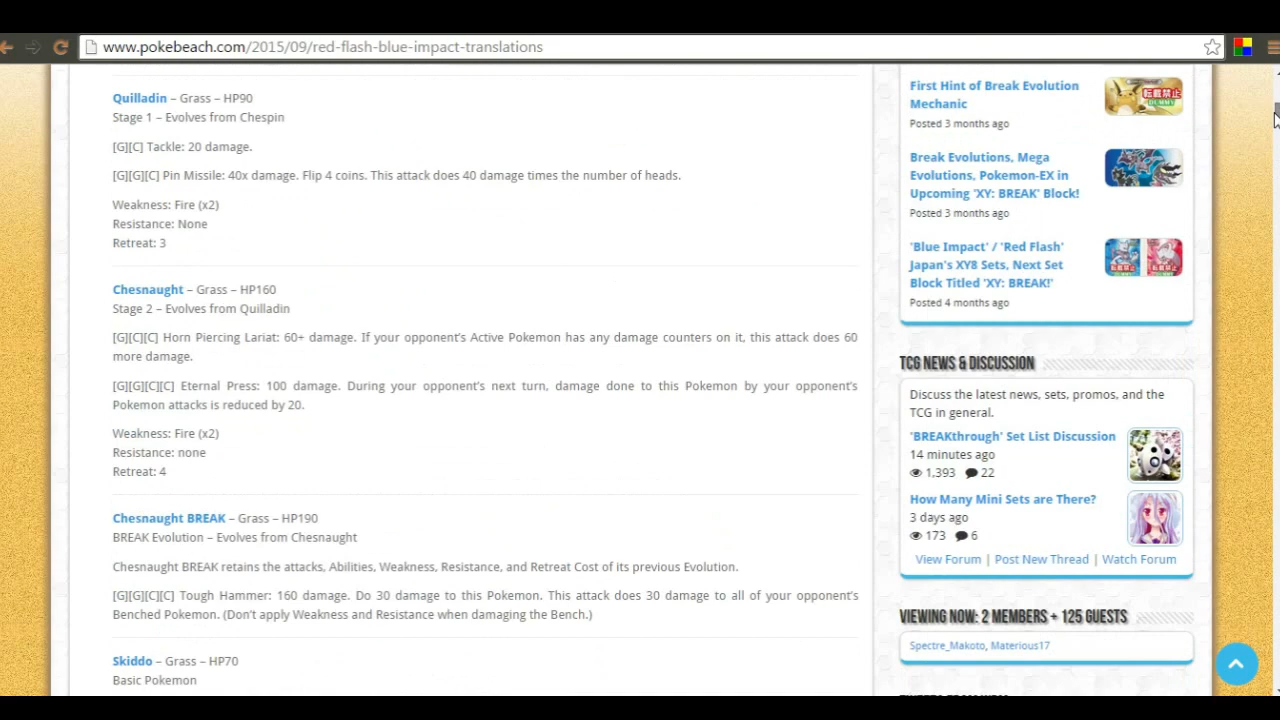 www.pokebeach.com/2015/09/red-flash-blue-impact-translations
Quilladin – Grass – HP90
Stage 1 – Evolves from Chespin
[G][C] Tackle: 20 damage.
[G][G][C] Pin Missile: 40x damage. Flip 4 coins. This attack does 40 damage times the number of heads.
Weakness: Fire (x2)
Resistance: None
Retreat: 3
Chesnaught – Grass – HP160
Stage 2 – Evolves from Quilladin
[G][C][C] Horn Piercing Lariat: 60+ damage. If your opponent's Active Pokemon has any damage counters on it, this attack does 60
more damage.
[G][G][C][C] Eternal Press: 100 damage. During your opponent's next turn, damage done to this Pokemon by your opponent's
Pokemon attacks is reduced by 20.
Weakness: Fire (x2)
Resistance: none
Retreat: 4
Chesnaught BREAK – Grass – HP190
BREAK Evolution – Evolves from Chesnaught
Chesnaught BREAK retains the attacks, Abilities, Weakness, Resistance, and Retreat Cost of its previous Evolution.
[G][G][C][C] Tough Hammer: 160 damage. Do 30 damage to this Pokemon. This attack does 30 damage to all of your opponent's
Benched Pokemon. (Don't apply Weakness and Resistance when damaging the Bench.)
Skiddo – Grass – HP70
Basic Pokemon
First Hint of Break Evolution
Mechanic
Posted 3 months ago
転載禁止
DUMMY
Break Evolutions, Mega
Evolutions, Pokemon-EX in
Upcoming 'XY: BREAK' Block!
Posted 3 months ago
'Blue Impact' / 'Red Flash'
Japan's XY8 Sets, Next Set
Block Titled 'XY: BREAK!'
Posted 4 months ago
TCG NEWS & DISCUSSION
Discuss the latest news, sets, promos, and the
TCG in general.
'BREAKthrough' Set List Discussion
14 minutes ago
1,393 22
How Many Mini Sets are There?
3 days ago
173 6
View Forum | Post New Thread | Watch Forum
VIEWING NOW: 2 MEMBERS + 125 GUESTS
Spectre_Makoto, Materious17